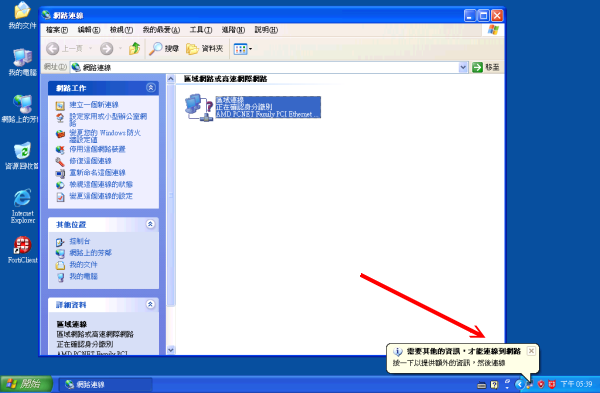 我的文件
我的電腦
網路上的芳
資源回收筒
Internet
Explorer
FortiClient
網路連線
檔案(F) 編輯(E) 檢視(V) 我的最愛(A) 工具(T) 進階(N) 說明(H)
上一頁 搜尋 資料夾
網址(D) 網路連線 移至
網路工作
建立一個新連線
設定家用或小型辦公室網
路
變更您的 Windows 防火
牆設定值
停用這個網路裝置
修復這個連線
重新命名這個連線
檢視這個連線的狀態
變更這個連線的設定
其他位置
控制台
網路上的芳鄰
我的文件
我的電腦
詳細資料
區域連線
區域網路或高速網際網路
正在確認身分識別
AMD PCNET Family PCI
區域網路或高速網際網路
區域連線
正在確認身分識別
AMD PCNET Family PCI Ethernet ...
需要其他的資訊，才能連線到網路
按一下以提供額外的資訊，然後連線
開始
網路連線
下午 05:39